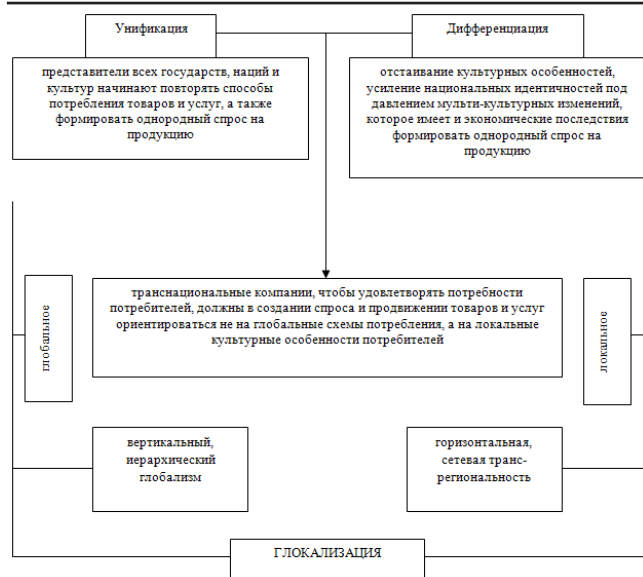 Унификация
Дифференциация
представители всех государств, наций и
культур начинают повторять способы
потребления товаров и услуг, а также
формировать однородный спрос на
продукцию
отстаивание культурных особенностей,
усиление национальных идентичностей под
давлением мульти-культурных изменений,
которое имеет и экономические последствия
формировать однородный спрос на
продукцию
глобальное
транснациональные компании, чтобы удовлетворять потребности
потребителей, должны в создании спроса и продвижении товаров и услуг
ориентироваться не на глобальные схемы потребления, а на локальные
культурные особенности потребителей
локальное
вертикальный,
иерархический
глобализм
горизонтальная,
сетевая транс-
региональность
ГЛОКАЛИЗАЦИЯ